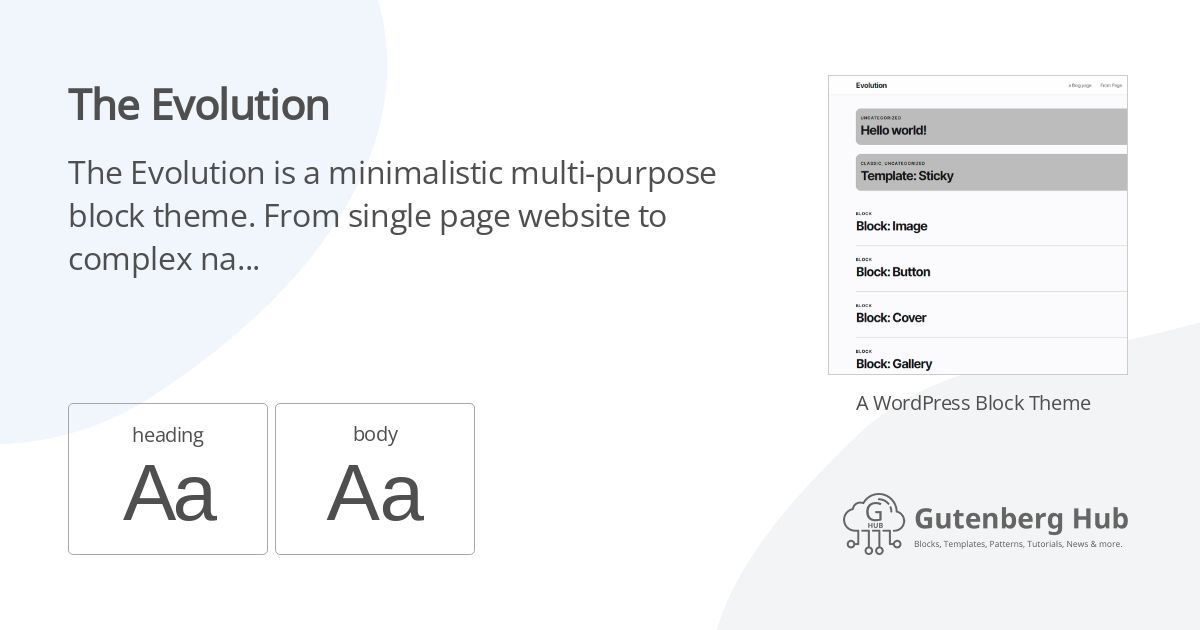 The Evolution
The Evolution is a minimalistic multi-purpose
block theme. From single page website to
complex na...
heading
Aa
body
Aa
Evolution
a Blog page
Front Page
UNCATEGORIZED
Hello world!
CLASSIC, UNCATEGORIZED
Template: Sticky
BLOCK
Block: Image
BLOCK
Block: Button
BLOCK
Block: Cover
BLOCK
Block: Gallery
A WordPress Block Theme
G
HUB
Gutenberg Hub
Blocks, Templates, Patterns, Tutorials, News & more.